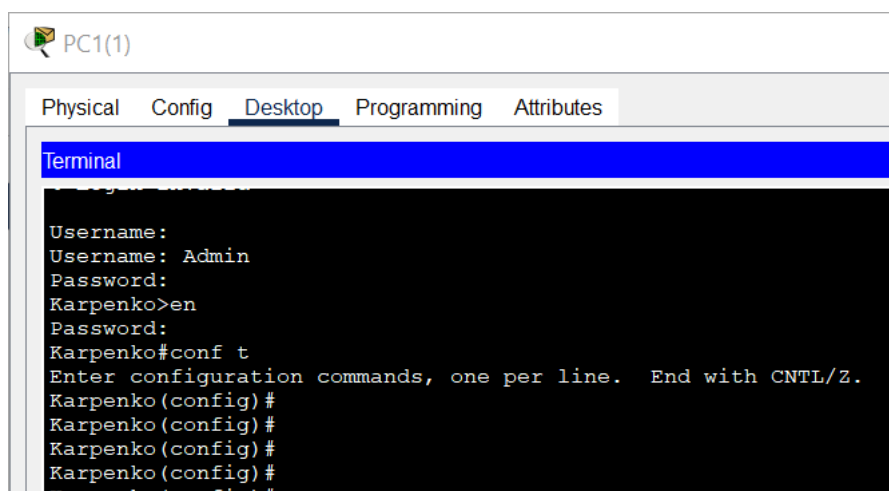 PC1(1)
Physical Config Desktop Programming Attributes
Terminal
Username:
Username: Admin
Password:
Karpenko>en
Password:
Karpenko#conf t
Enter configuration commands, one per line.  End with CNTL/Z.
Karpenko(config)#
Karpenko(config)#
Karpenko(config)#
Karpenko(config)#